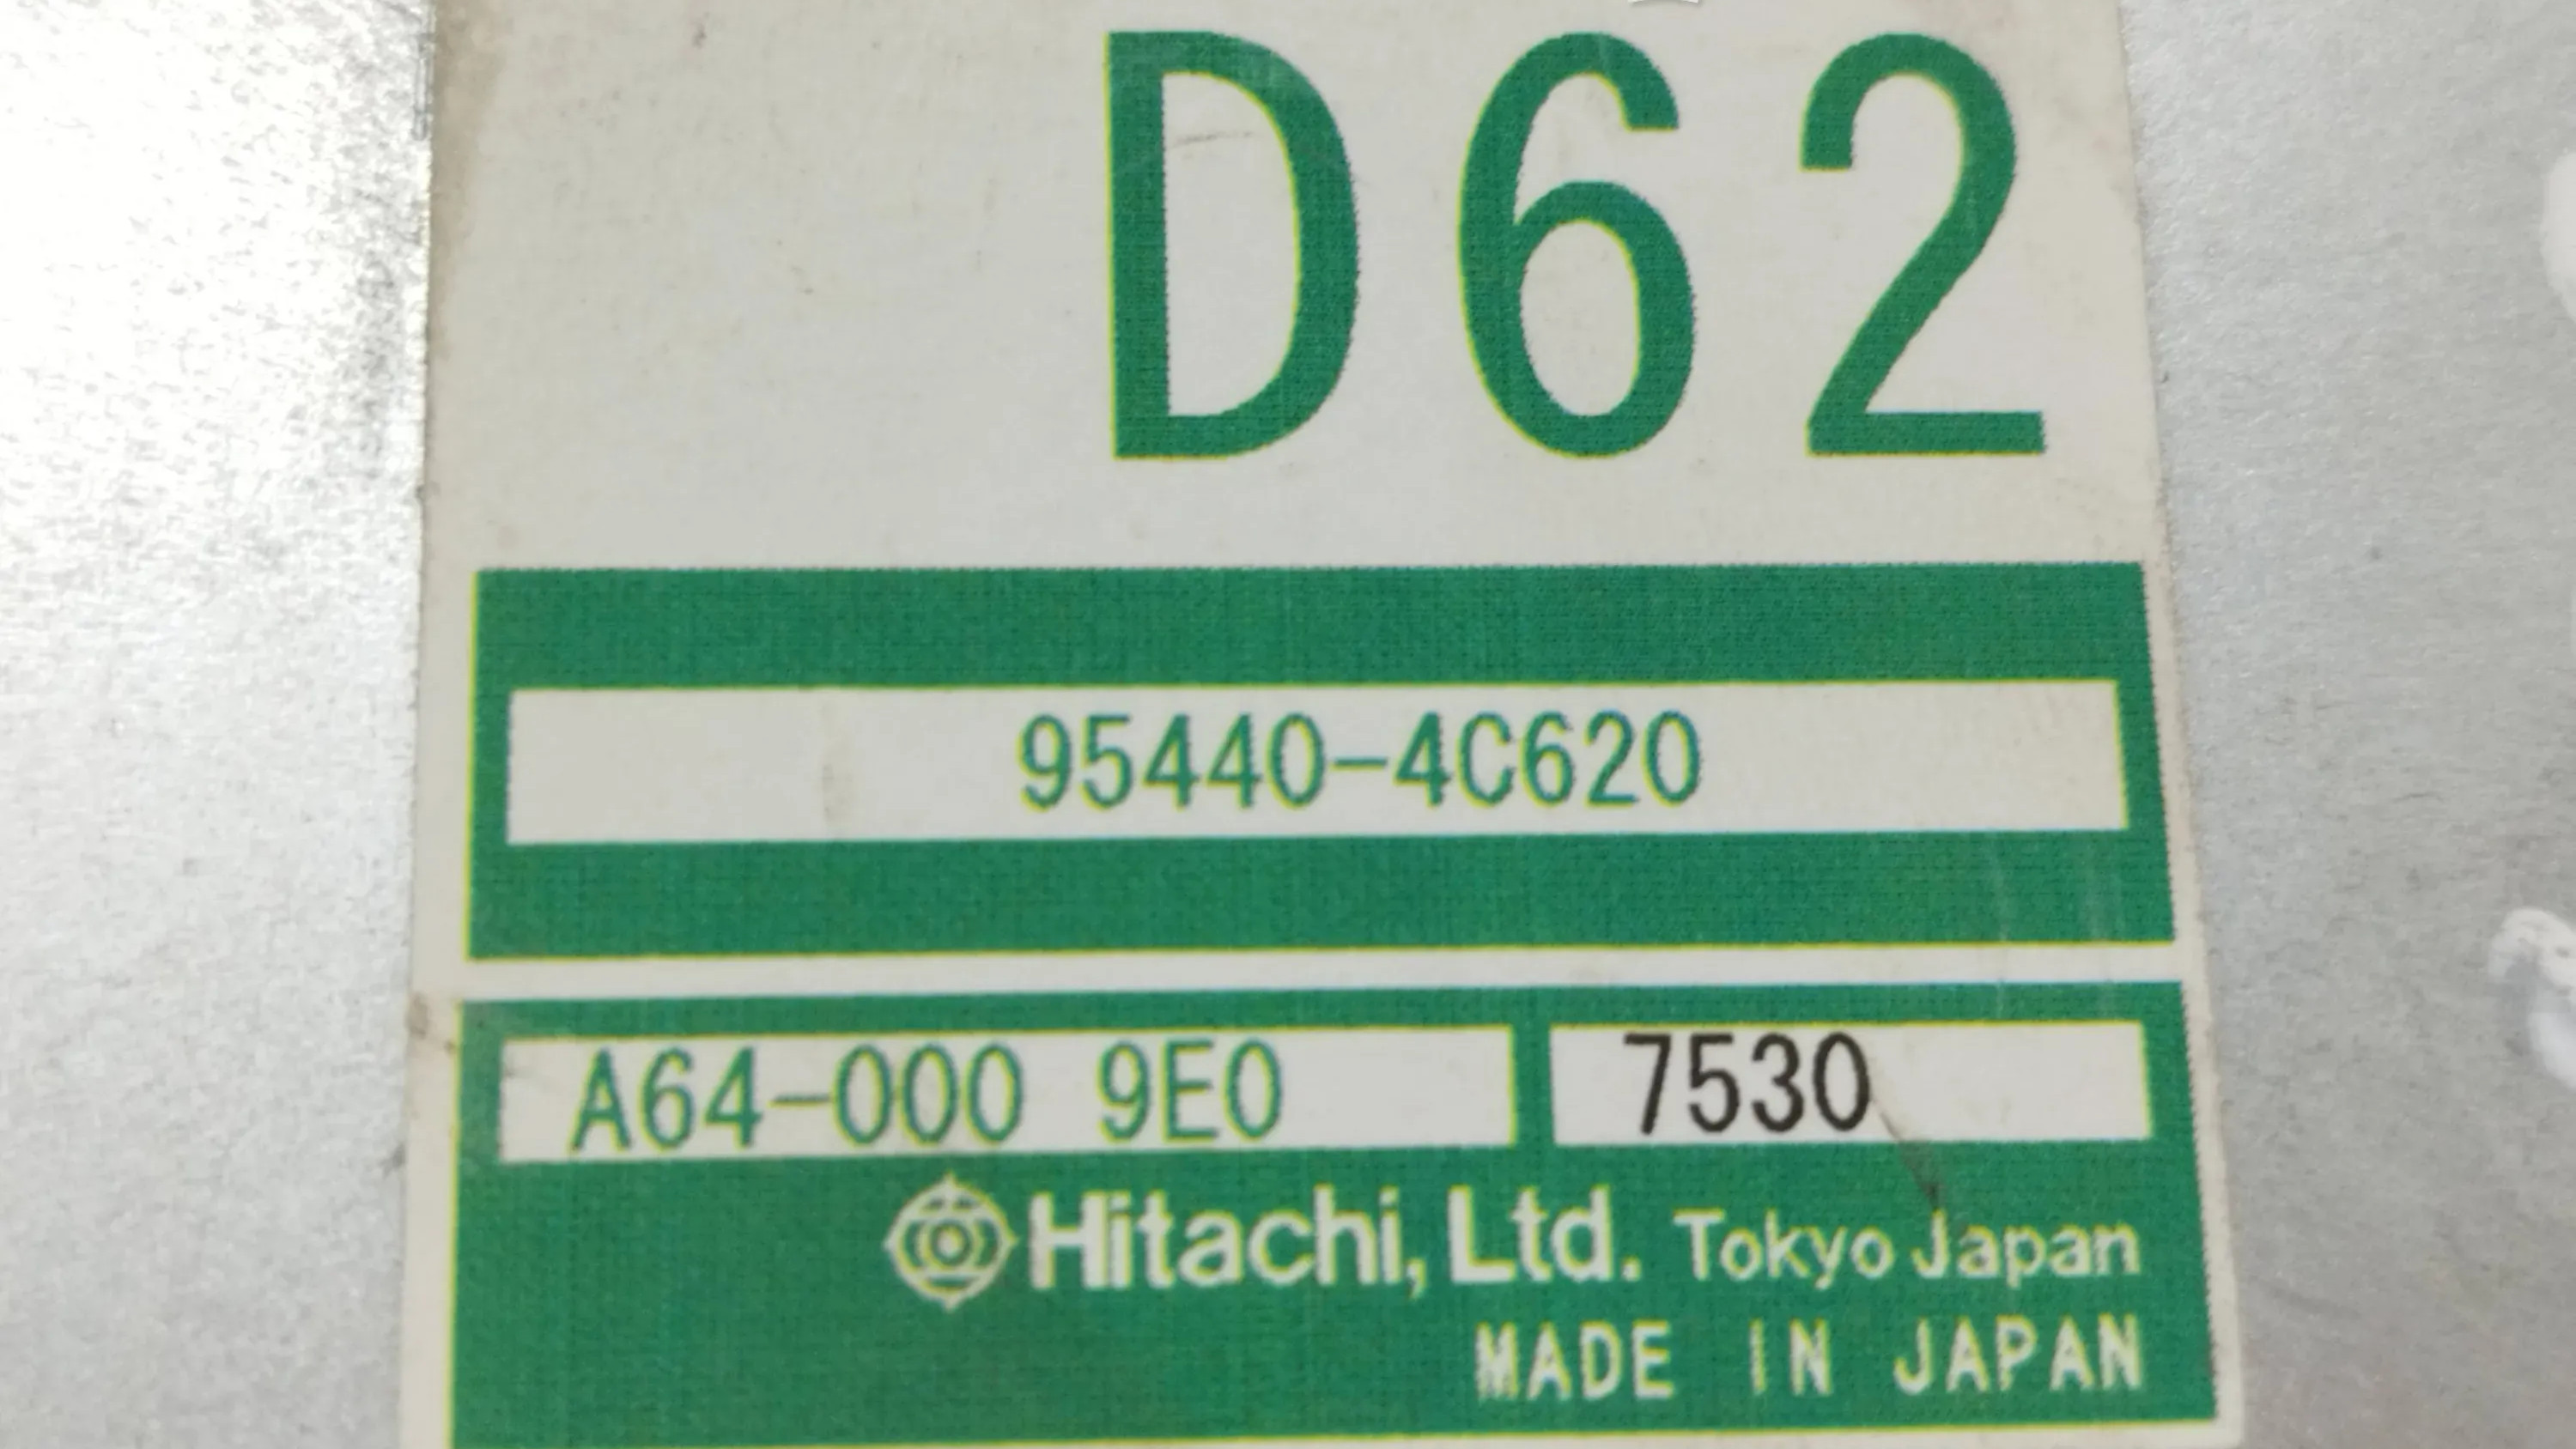 D62
95440-4C620
A64-000 9E0 7530
Hitachi, Ltd. Tokyo Japan
MADE IN JAPAN